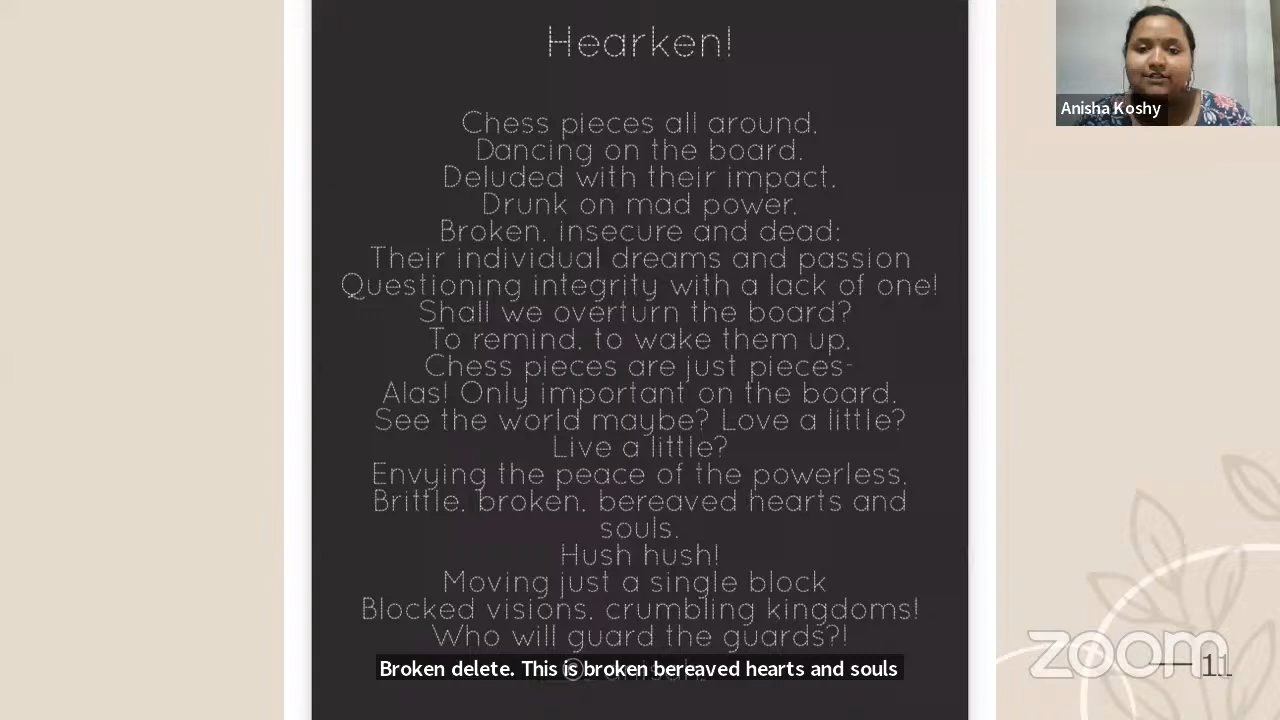 Hearken!
Chess pieces all around,
Dancing on the board.
Deluded with their impact,
Drunk on mad power,
Broken, insecure and dead;
Their individual dreams and passion
Questioning integrity with a lack of one!
Shall we overturn the board?
To remind, to wake them up,
Chess pieces are just pieces-
Alas! Only important on the board.
See the world maybe? Love a little?
Live a little?
Envying the peace of the powerless,
Brittle, broken, bereaved hearts and
souls.
Hush hush!
Moving just a single block
Blocked visions, crumbling kingdoms!
Who will guard the guards?!
Broken delete. This is broken bereaved hearts and souls
Anisha Koshy
zoom
11